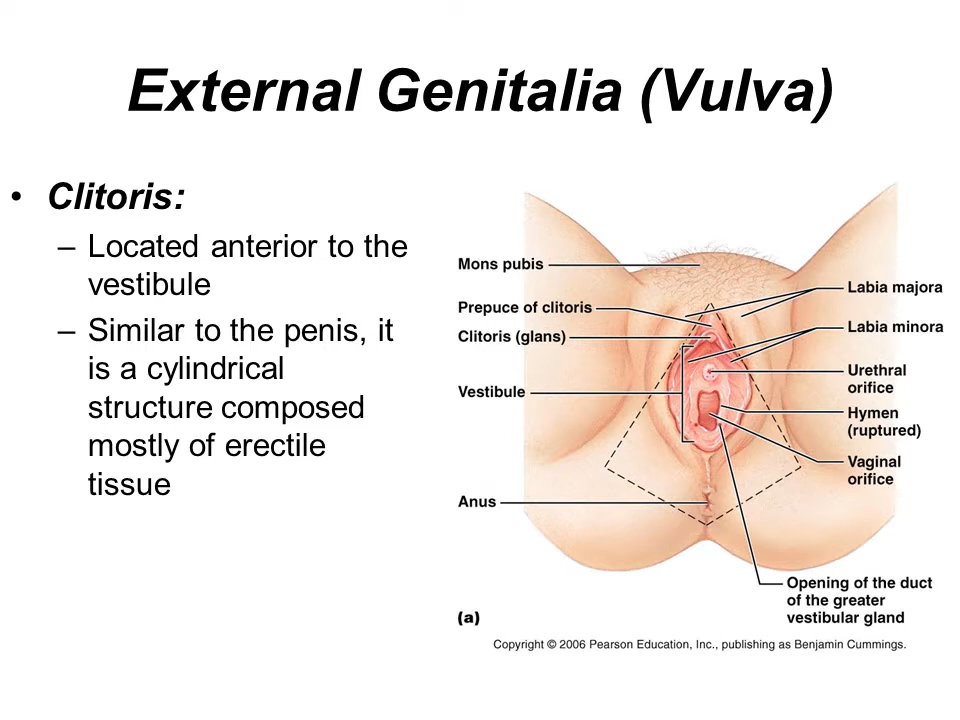 External Genitalia (Vulva)
• Clitoris:
– Located anterior to the
vestibule
– Similar to the penis, it
is a cylindrical
structure composed
mostly of erectile
tissue
Mons pubis
Prepuce of clitoris
Clitoris (glans)
Vestibule
Anus
(a)
Labia majora
Labia minora
Urethral
orifice
Hymen
(ruptured)
Vaginal
orifice
Opening of the duct
of the greater
vestibular gland
Copyright © 2006 Pearson Education, Inc., publishing as Benjamin Cummings.